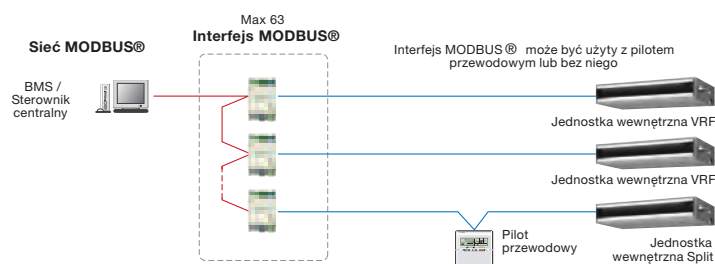 Max 63
Sieć MODBUS®
Interfejs MODBUS®
Interfejs MODBUS ® może być użyty z pilotem
przewodowym lub bez niego
BMS /
Sterownik
centralny
Jednostka wewnętrzna VRF
Jednostka wewnętrzna VRF
Pilot
przewodowy
Jednostka
wewnętrzna Split